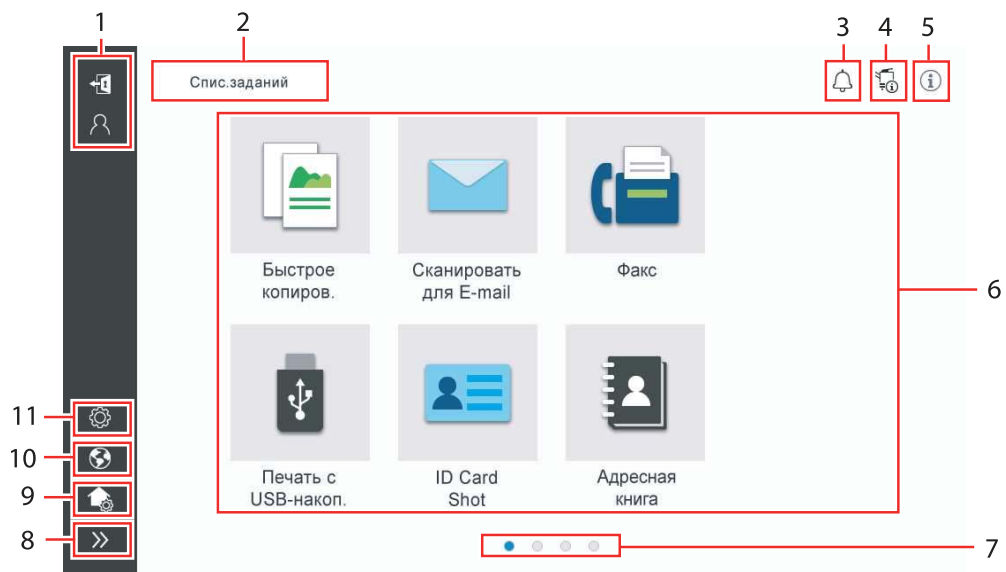 1
2
3
4
5
Спис.заданий
Быстрое
копиров.
Сканировать
для E-mail
Факс
6
Печать с
USB-накоп.
ID Card
Shot
Адресная
книга
11
10
9
8
7